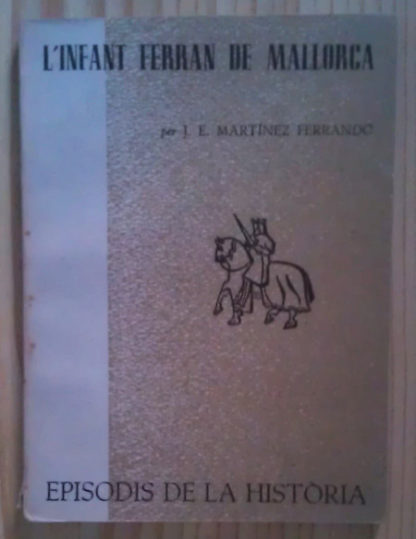 L'INFANT FERRAN DE MALLORCA
per J. E. MARTÍNEZ FERRANDO
EPISODIS DE LA HISTÒRIA